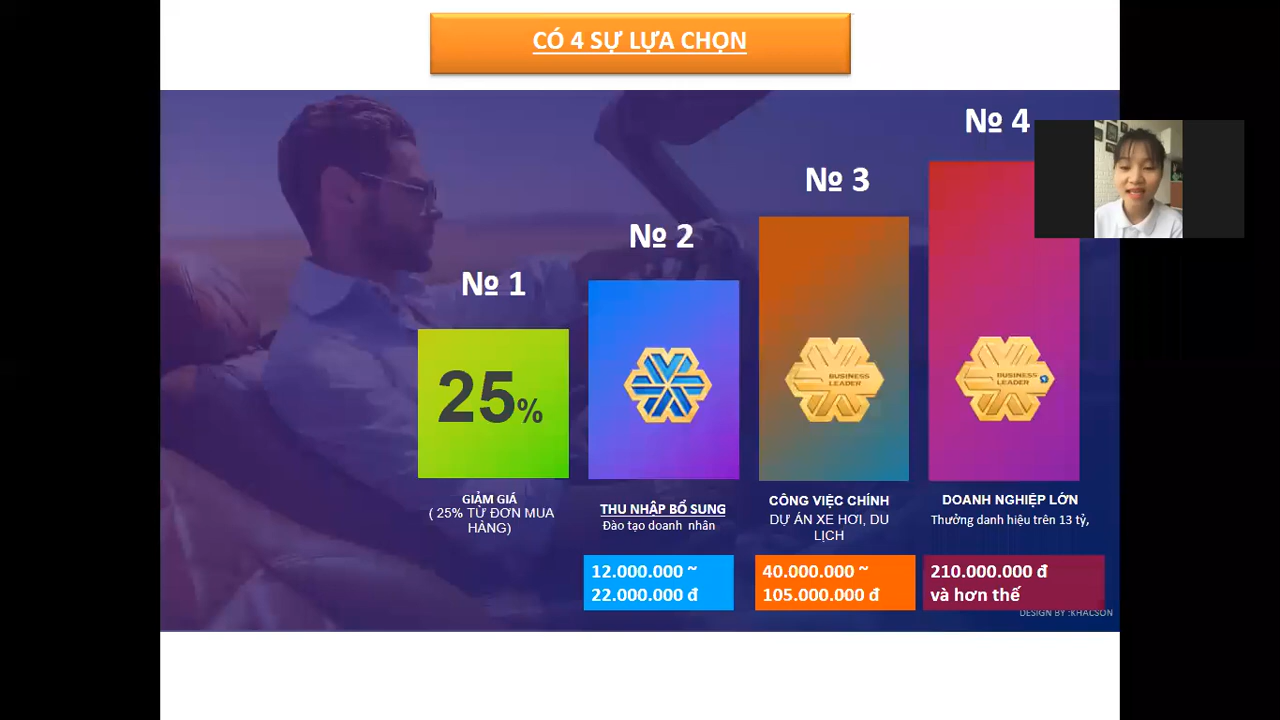 CÓ 4 SỰ LỰA CHỌN
№ 1
№ 2
№ 3
№ 4
25%
BUSINESS
LEADER
BUSINESS
LEADER
GIẢM GIÁ
( 25% TỪ ĐƠN MUA
HÀNG)
THU NHẬP BỔ SUNG
Đào tạo doanh nhân
CÔNG VIỆC CHÍNH
DỰ ÁN XE HƠI, DU
LỊCH
DOANH NGHIỆP LỚN
Thưởng danh hiệu trên 13 tỷ,
12.000.000 ~
22.000.000 đ
40.000.000 ~
105.000.000 đ
210.000.000 đ
và hơn thế
DESIGN BY :KHACSON